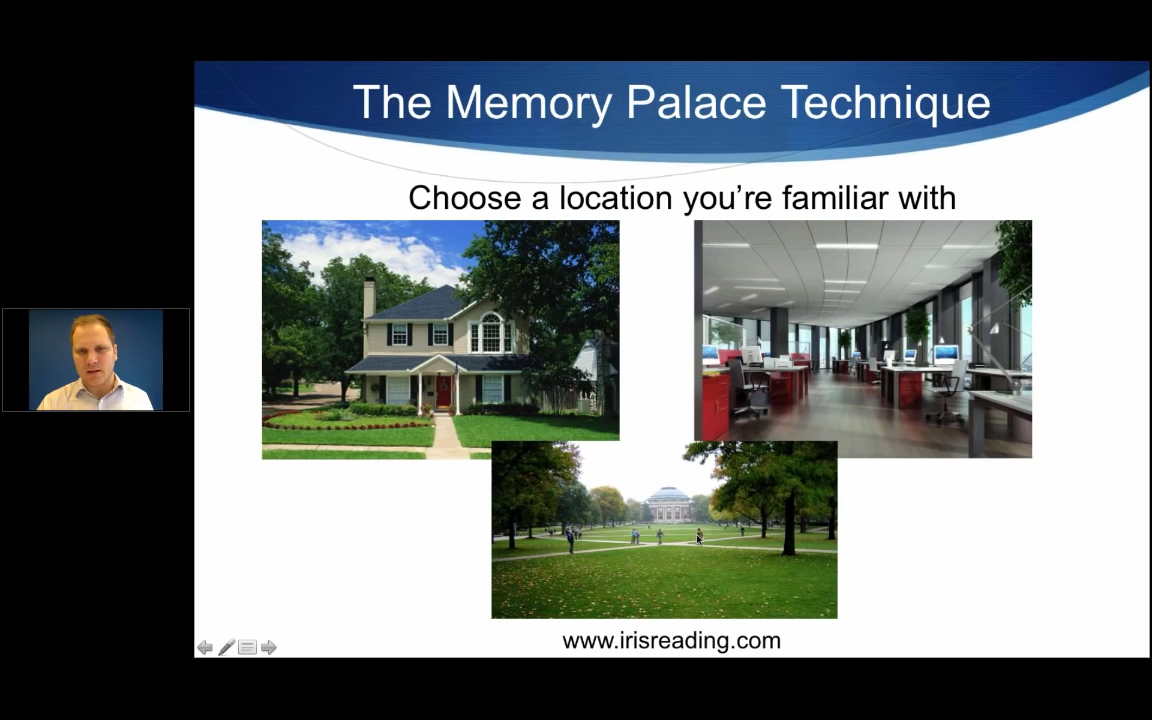 The Memory Palace Technique
Choose a location you’re familiar with
www.irisreading.com